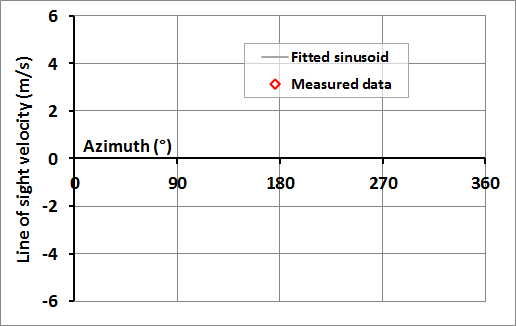 6
4
2
0
-2
-4
-6
Line of sight velocity (m/s)
Azimuth (°)
0 90 180 270 360
Fitted sinusoid
Measured data